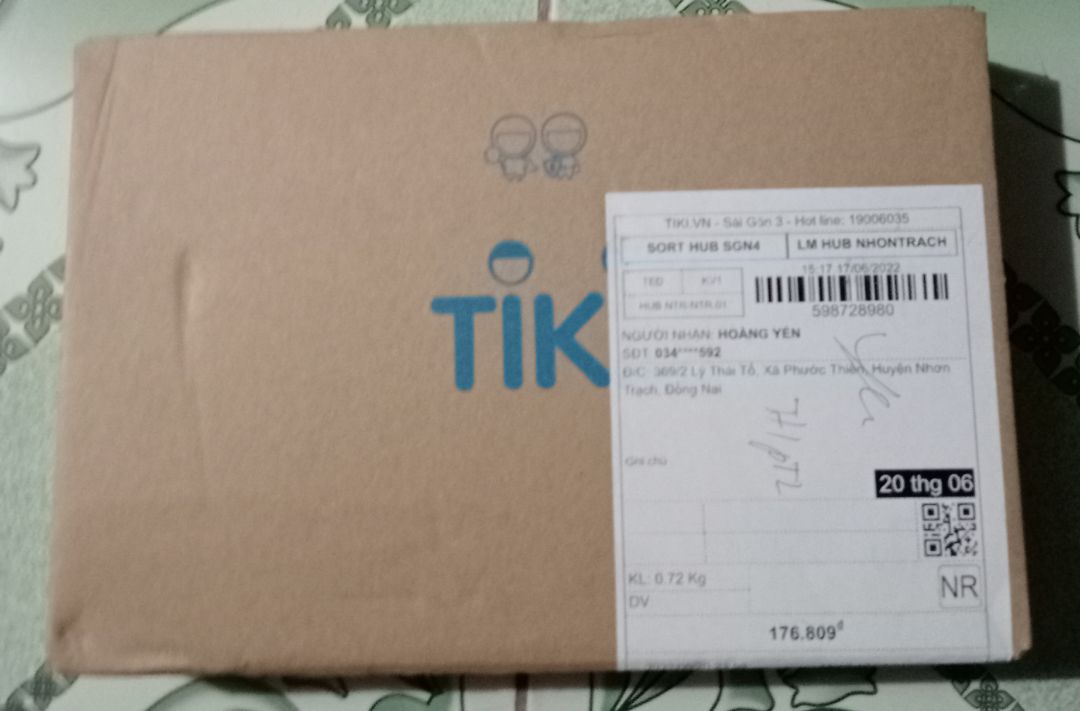 TIK
TIKI.VN - Sài Gòn 3 - Hot line: 19006035
SORT HUB SGN4
LM HUB NHONTRACH
15:17 17/06/2022
KV1
HUB NTR-NTR.01
598728980
NGƯỜI NHẬN: HOÀNG YẾN
SĐT: 034****592
Đ/C: 369/2 Lý Thái Tổ, Xã Phước Thiền, Huyện Nhơn
Trạch, Đồng Nai
Ghi chú
20 thg 06
KL: 0.72 Kg
NR
DV
176.809đ